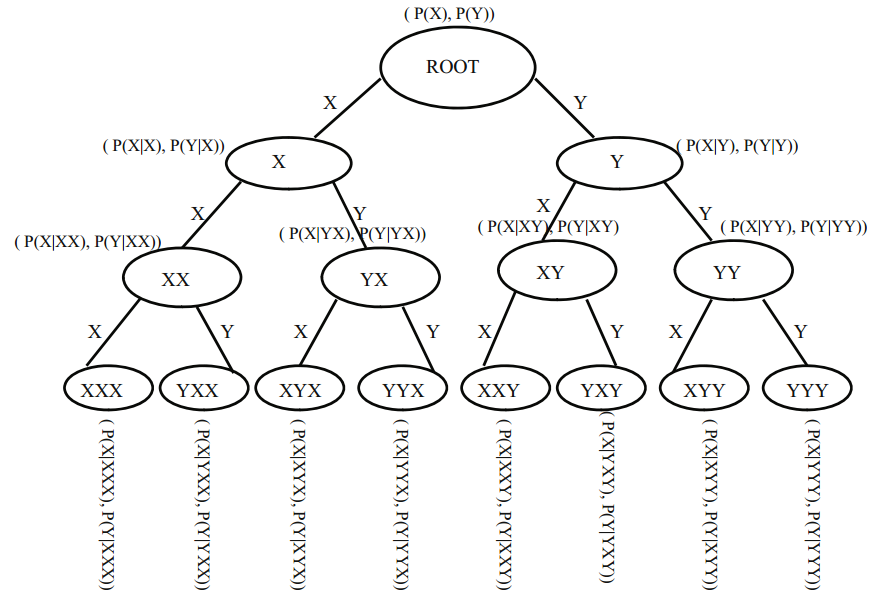 ( P(X), P(Y))
ROOT
X
Y
( P(X|X), P(Y|X))
X
( P(X|Y), P(Y|Y))
Y
X
Y
X
Y
( P(X|XX), P(Y|XX))
( P(X|YX), P(Y|YX))
( P(X|XY), P(Y|XY)
( P(X|YY), P(Y|YY))
XX
YX
XY
YY
X
Y
X
Y
X
Y
X
Y
XXX
YXX
XYX
YYX
XXY
YXY
XYY
YYY
( P(X|XXX), P(Y|XXX))
( P(X|YXX), P(Y|YXX))
( P(X|XYX), P(Y|XYX))
( P(X|YYX), P(Y|YYX))
( P(X|XXY), P(Y|XXY))
( P(X|YXY), P(Y|YXY))
( P(X|XYY), P(Y|XYY))
( P(X|YYY), P(Y|YYY))